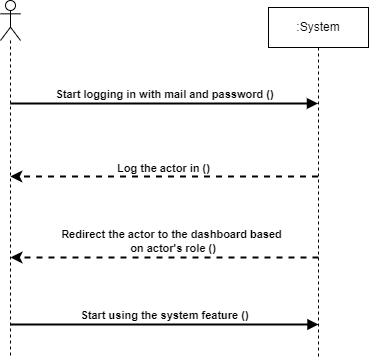 :System
Start logging in with mail and password ()
Log the actor in ()
Redirect the actor to the dashboard based
on actor's role ()
Start using the system feature ()